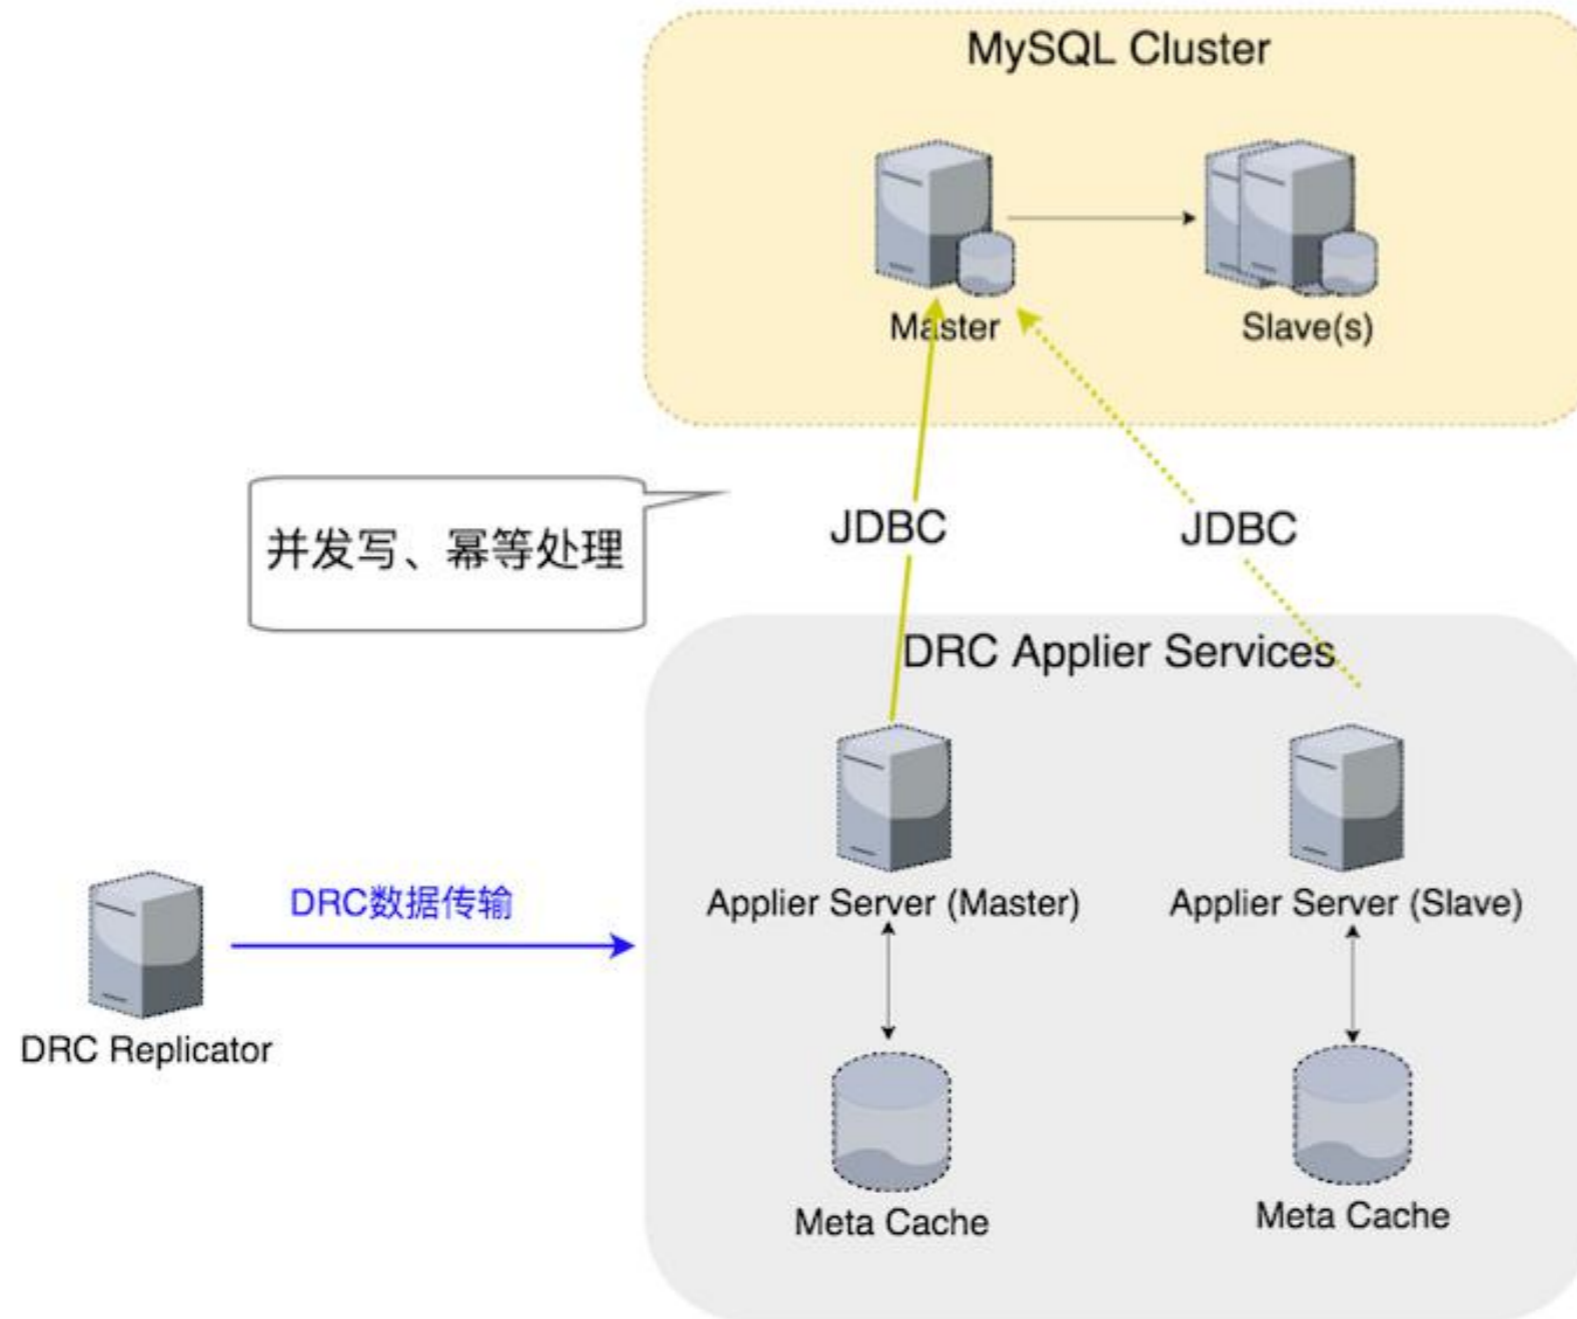 MySQL Cluster
Master
Slave(s)
并发写、幂等处理
JDBC
JDBC
DRC Applier Services
DRC数据传输
Applier Server (Master)
Applier Server (Slave)
DRC Replicator
Meta Cache
Meta Cache